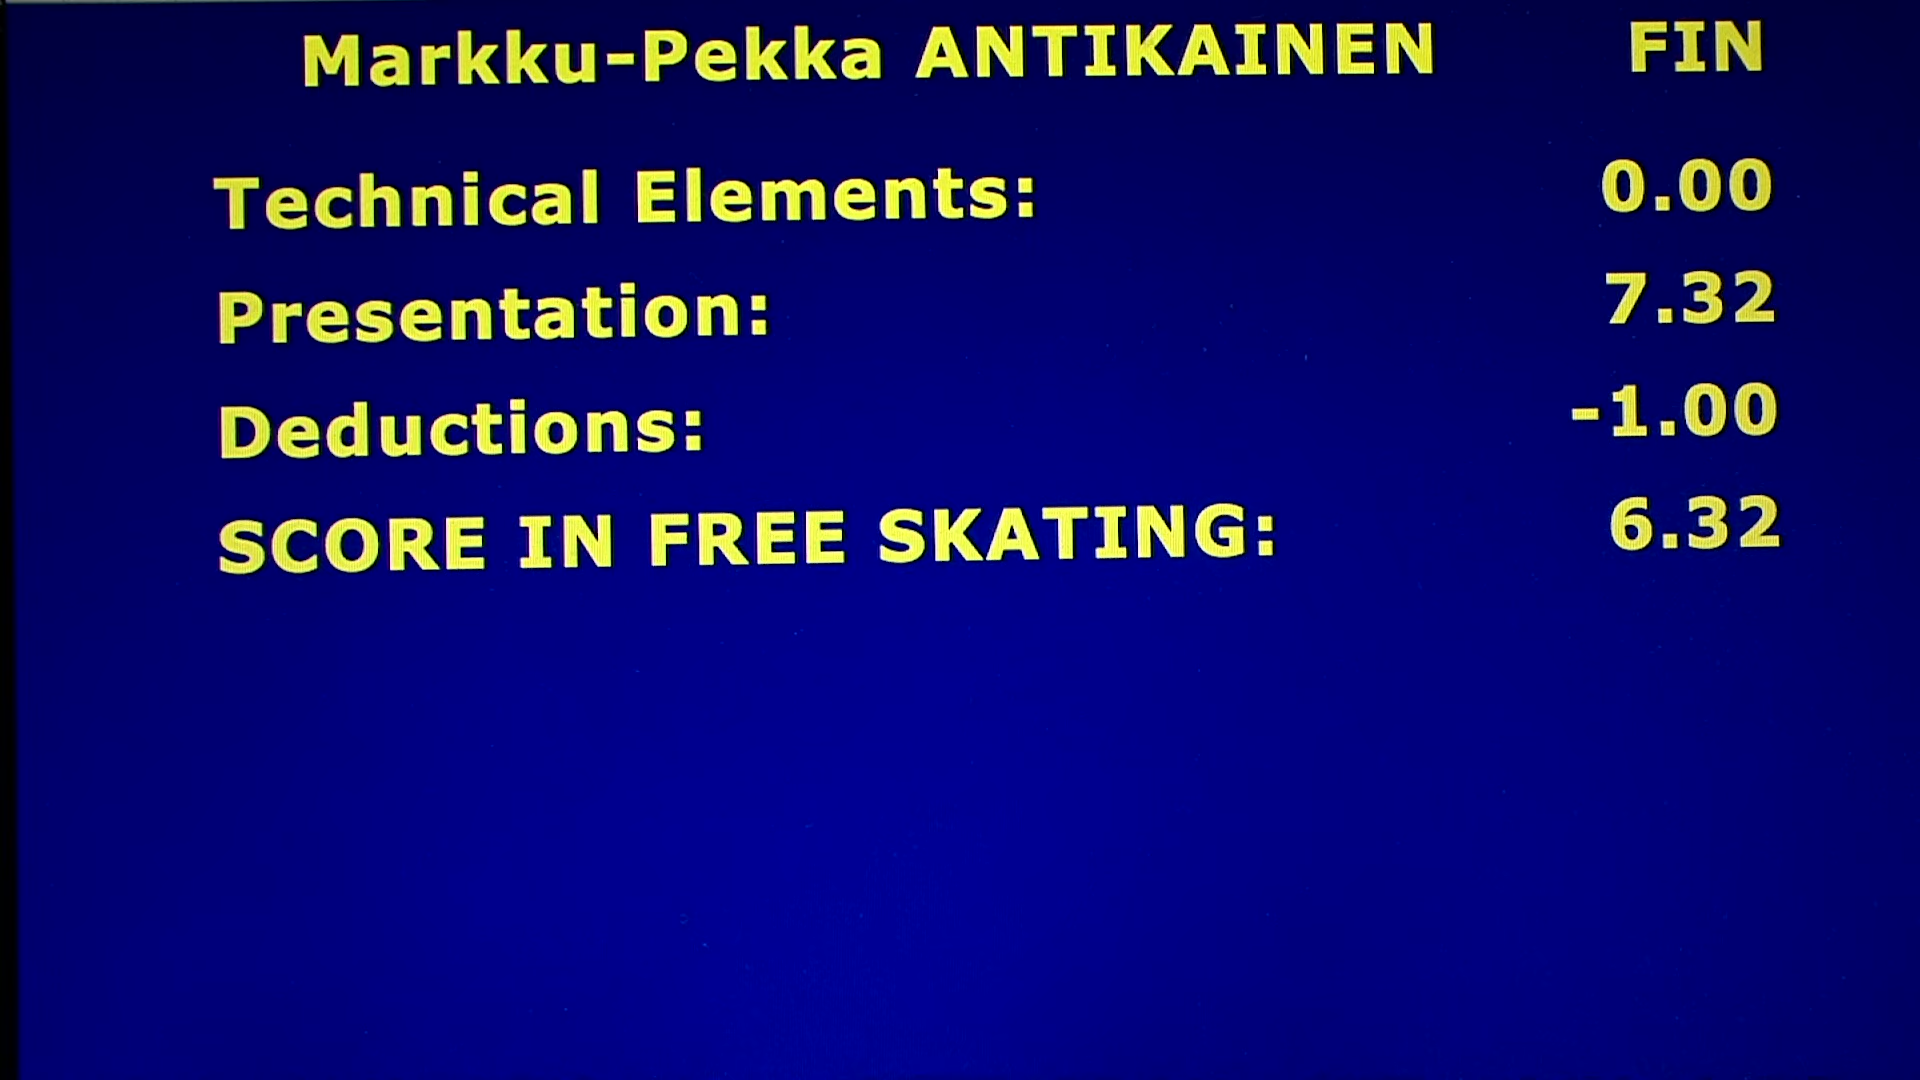 Markku-Pekka ANTIKAINEN FIN
Technical Elements: 0.00
Presentation: 7.32
Deductions: -1.00
SCORE IN FREE SKATING: 6.32